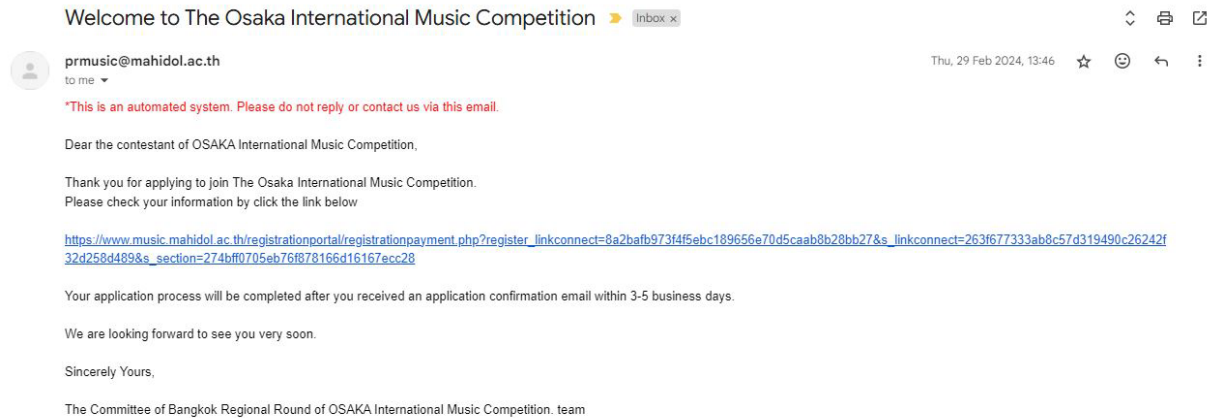 Welcome to The Osaka International Music Competition
Inbox ×
prmusic@mahidol.ac.th
Thu, 29 Feb 2024, 13:46
to me
*This is an automated system. Please do not reply or contact us via this email.
Dear the contestant of OSAKA International Music Competition,
Thank you for applying to join The Osaka International Music Competition.
Please check your information by click the link below
https://www.music.mahidol.ac.th/registrationportal/registrationpayment.php?register_linkconnect=8a2bafb973f4f5ebc189656e70d5caab8b28bb27&s_linkconnect=263f677333ab8c57d319490c26242f
32d258d489&s_section=274bff0705eb76f878166d16167ecc28
Your application process will be completed after you received an application confirmation email within 3-5 business days.
We are looking forward to see you very soon.
Sincerely Yours,
The Committee of Bangkok Regional Round of OSAKA International Music Competition. team